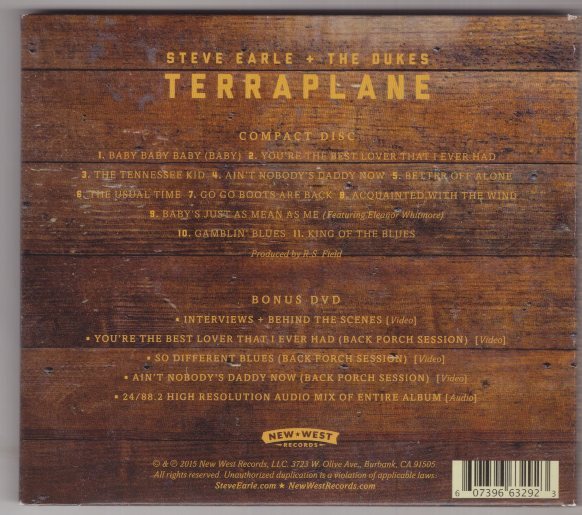 STEVE EARLE + THE DUKES
TERRAPLANE
COMPACT DISC
1. BABY BABY BABY (BABY) 2. YOU'RE THE BEST LOVER THAT I EVER HAD
3. THE TENNESSEE KID 4. AIN'T NOBODY'S DADDY NOW 5. BETTER OFF ALONE
6. THE USUAL TIME 7. GO GO BOOTS ARE BACK 8. ACQUAINTED WITH THE WIND
9. BABY'S JUST AS MEAN AS ME (Featuring Eleanor Whitmore)
10. GAMBLIN' BLUES 11. KING OF THE BLUES
Produced by R.S. Field
BONUS DVD
▪ INTERVIEWS + BEHIND THE SCENES [Video]
▪ YOU'RE THE BEST LOVER THAT I EVER HAD (BACK PORCH SESSION) [Video]
▪ SO DIFFERENT BLUES (BACK PORCH SESSION) [Video]
▪ AIN'T NOBODY'S DADDY NOW (BACK PORCH SESSION) [Video]
▪ 24/88.2 HIGH RESOLUTION AUDIO MIX OF ENTIRE ALBUM [Audio]
NEW★WEST
RECORDS
© & ℗ 2015 New West Records, LLC. 3723 W. Olive Ave., Burbank, CA 91505.
All rights reserved. Unauthorized duplication is a violation of applicable laws.
SteveEarle.com ★ NewWestRecords.com
6 07396 63292 3